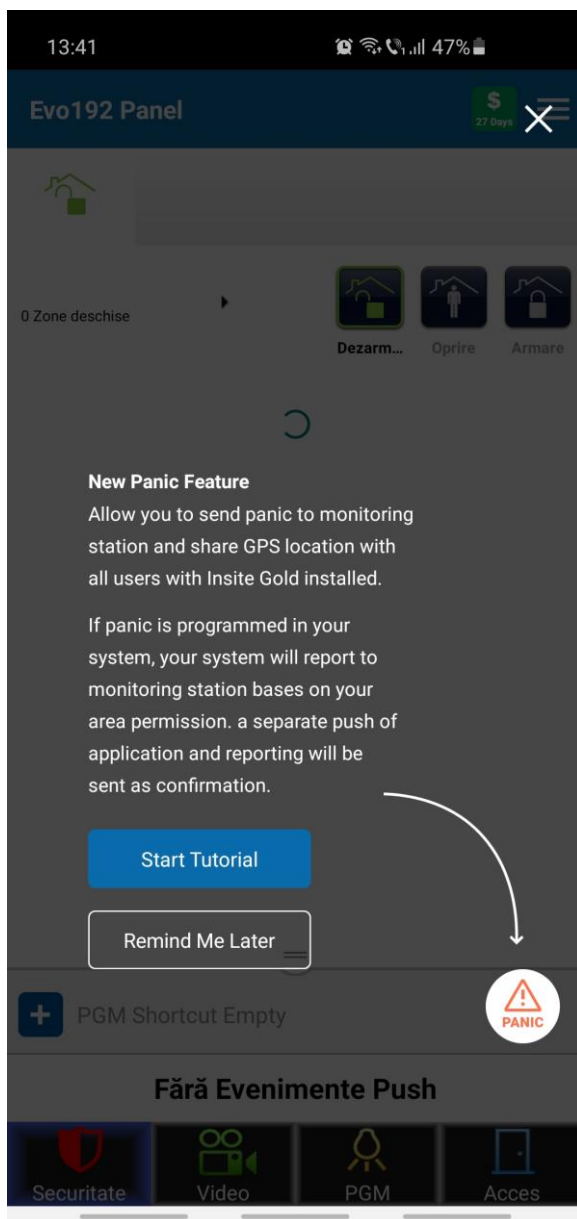 13:41
47%
Evo192 Panel
$
27 Days
0 Zone deschise
Dezarm...
Oprire
Armare
New Panic Feature
Allow you to send panic to monitoring
station and share GPS location with
all users with Insite Gold installed.
If panic is programmed in your
system, your system will report to
monitoring station bases on your
area permission. a separate push of
application and reporting will be
sent as confirmation.
Start Tutorial
Remind Me Later
PGM Shortcut Empty
PANIC
Fără Evenimente Push
Securitate
Video
PGM
Acces